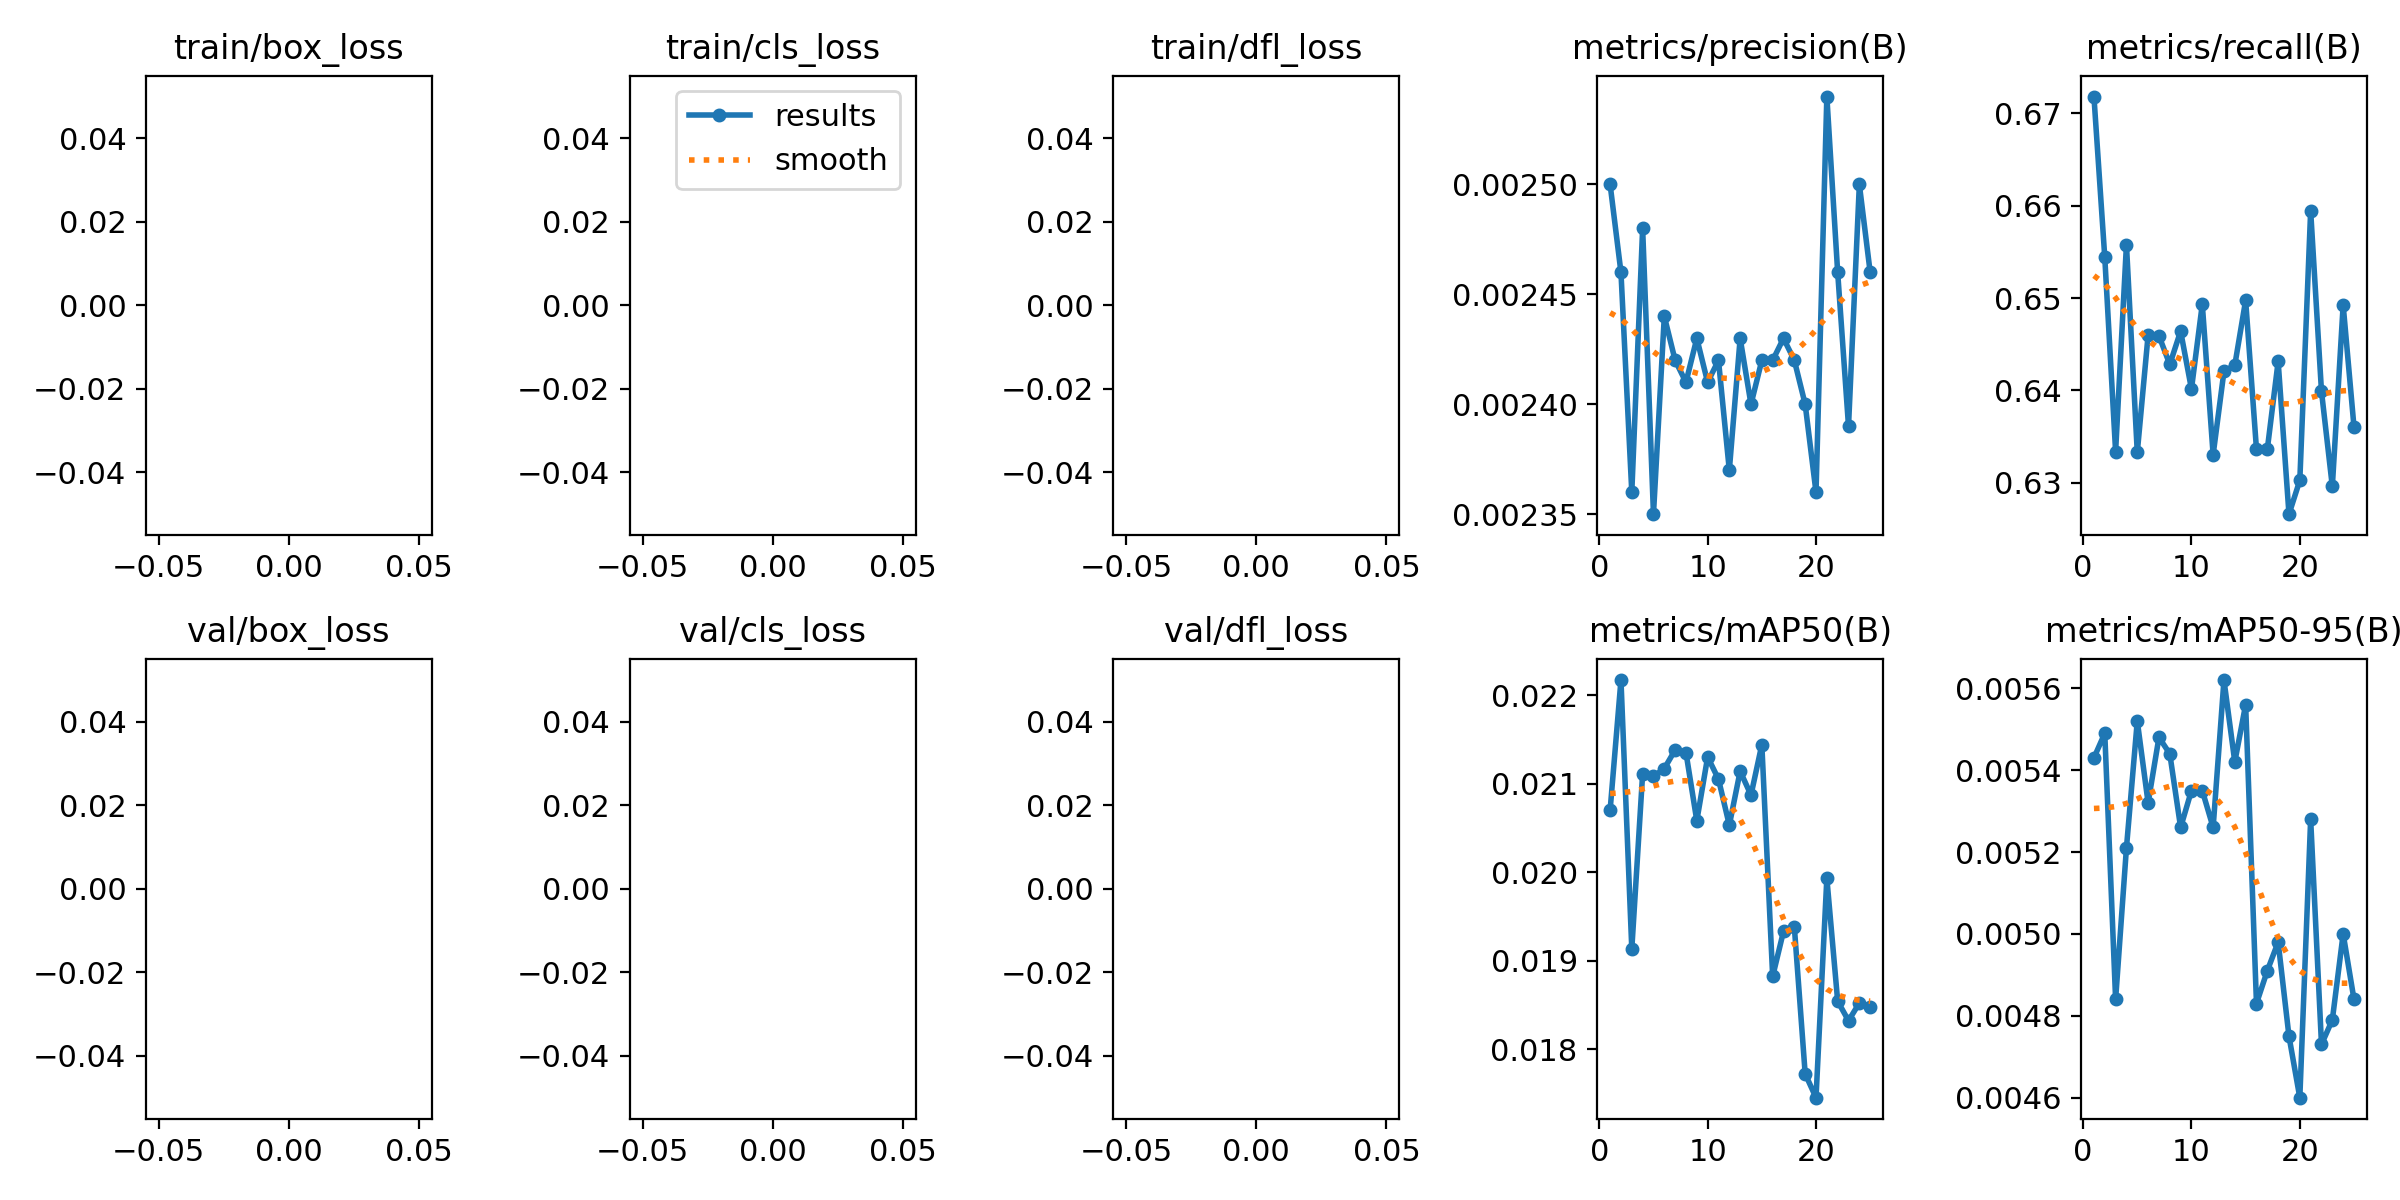 train/box_loss
train/cls_loss
train/dfl_loss
metrics/precision(B)
metrics/recall(B)
0.04
0.02
0.00
−0.02
−0.04
−0.05 0.00 0.05
results
smooth
0.04
0.02
0.00
−0.02
−0.04
−0.05 0.00 0.05
0.04
0.02
0.00
−0.02
−0.04
−0.05 0.00 0.05
0.00250
0.00245
0.00240
0.00235
0 10 20
0.67
0.66
0.65
0.64
0.63
0 10 20
val/box_loss
val/cls_loss
val/dfl_loss
metrics/mAP50(B)
metrics/mAP50-95(B)
0.04
0.02
0.00
−0.02
−0.04
−0.05 0.00 0.05
0.04
0.02
0.00
−0.02
−0.04
−0.05 0.00 0.05
0.04
0.02
0.00
−0.02
−0.04
−0.05 0.00 0.05
0.022
0.021
0.020
0.019
0.018
0 10 20
0.0056
0.0054
0.0052
0.0050
0.0048
0.0046
0 10 20